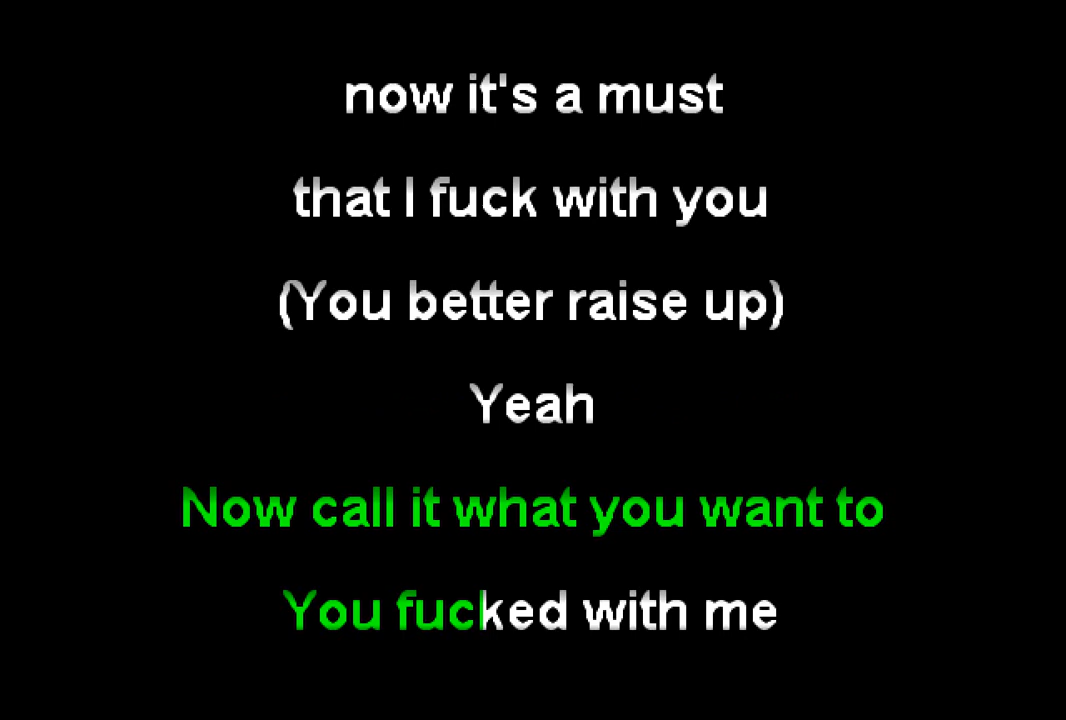 now it's a must
that I fuck with you
(You better raise up)
Yeah
Now call it what you want to
You fucked with me